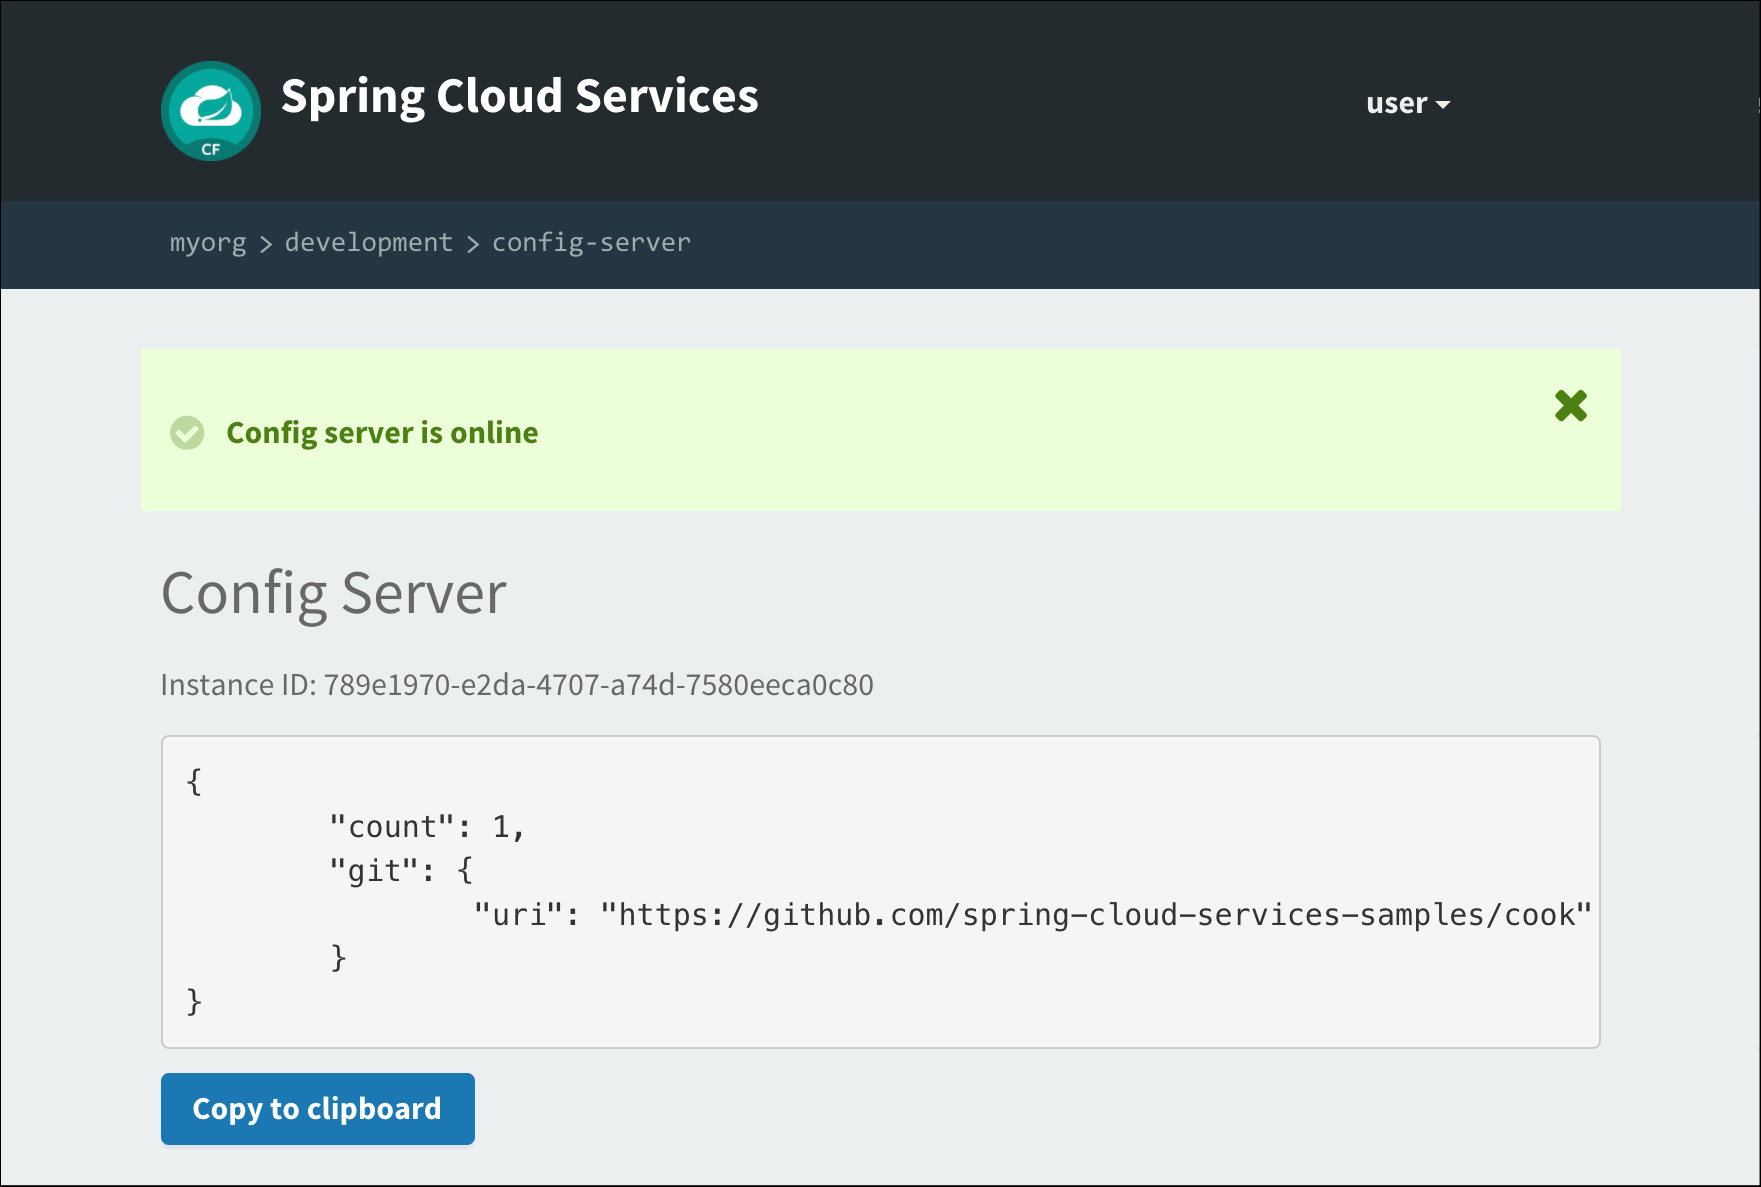 Spring Cloud Services
CF
user
myorg > development > config-server
Config server is online
Config Server
Instance ID: 789e1970-e2da-4707-a74d-7580eeca0c80
{
"count": 1,
"git": {
"uri": "https://github.com/spring-cloud-services-samples/cook"
}
}
Copy to clipboard